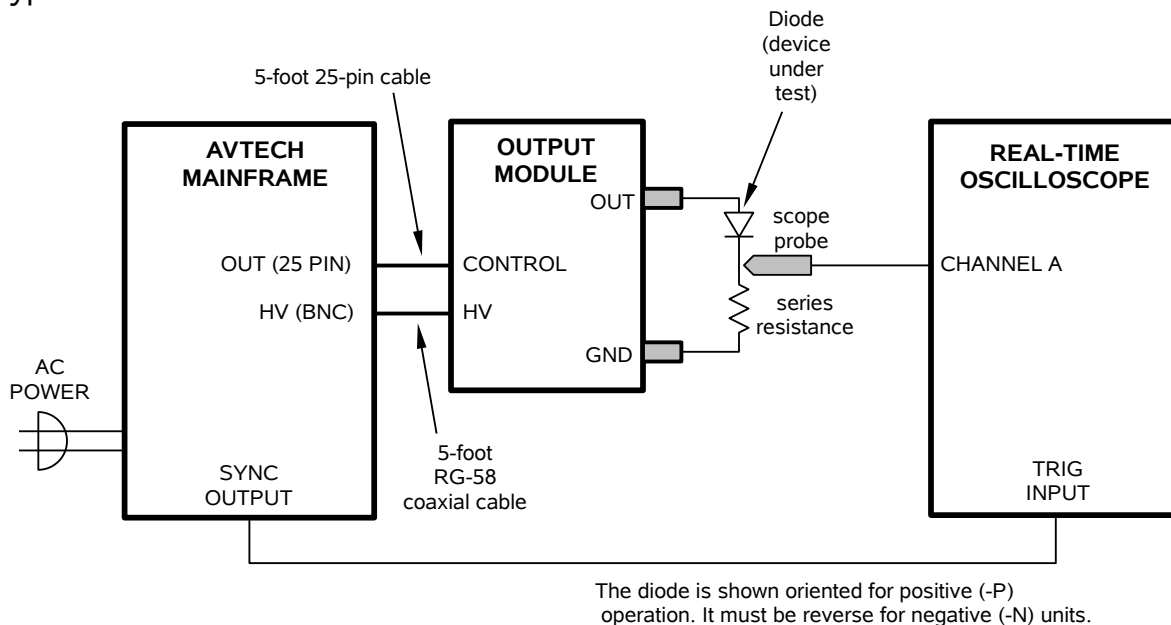 Diode
(device
under
test)
5-foot 25-pin cable
AVTECH
MAINFRAME
OUTPUT
MODULE
REAL-TIME
OSCILLOSCOPE
OUT
scope
probe
OUT (25 PIN)
CONTROL
CHANNEL A
HV (BNC)
HV
series
resistance
GND
AC
POWER
5-foot
RG-58
coaxial cable
SYNC
OUTPUT
TRIG
INPUT
The diode is shown oriented for positive (-P)
operation. It must be reverse for negative (-N) units.